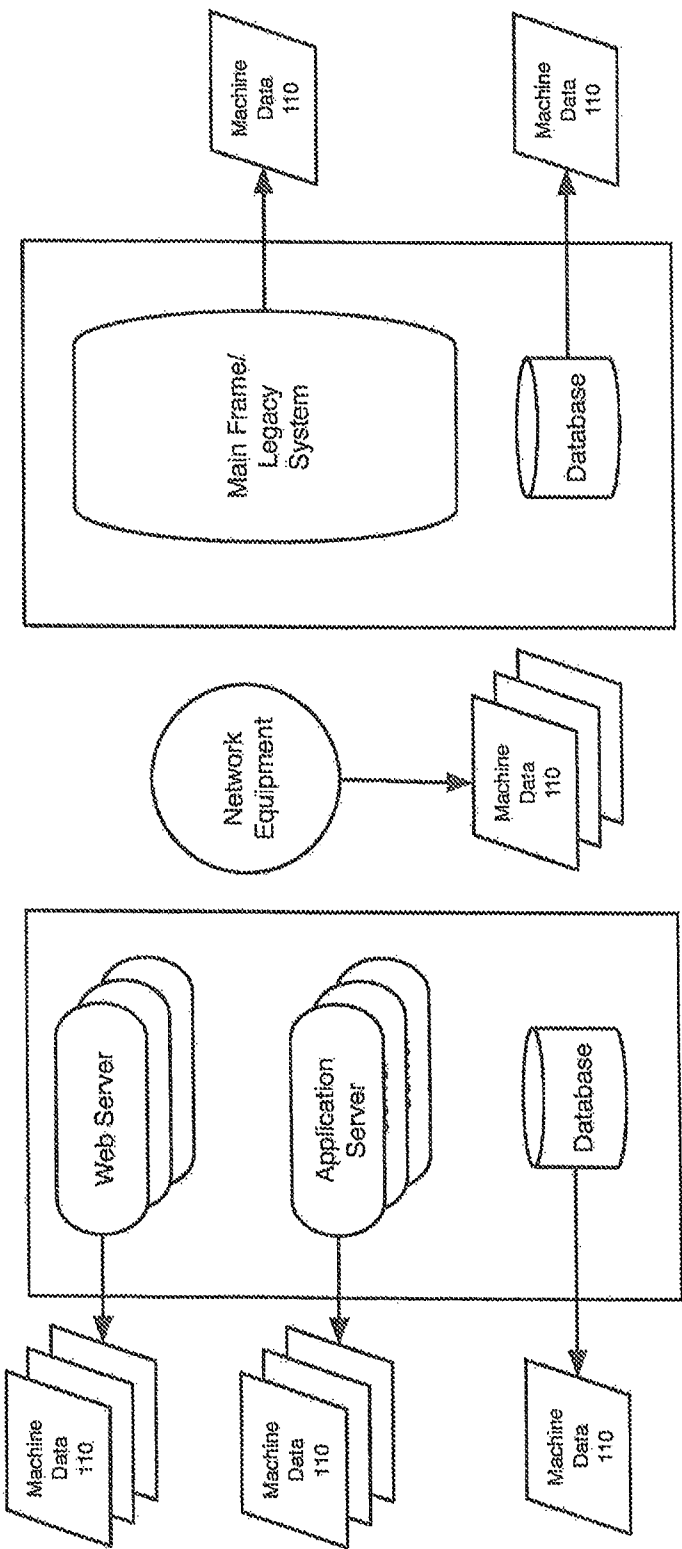 Machine
Data
110
Web Server
Network
Equipment
Main Frame/
Legacy
System
Machine
Data
110
Machine
Data
110
Application
Server
Machine
Data
110
Machine
Data
110
Database
Database
Machine
Data
110